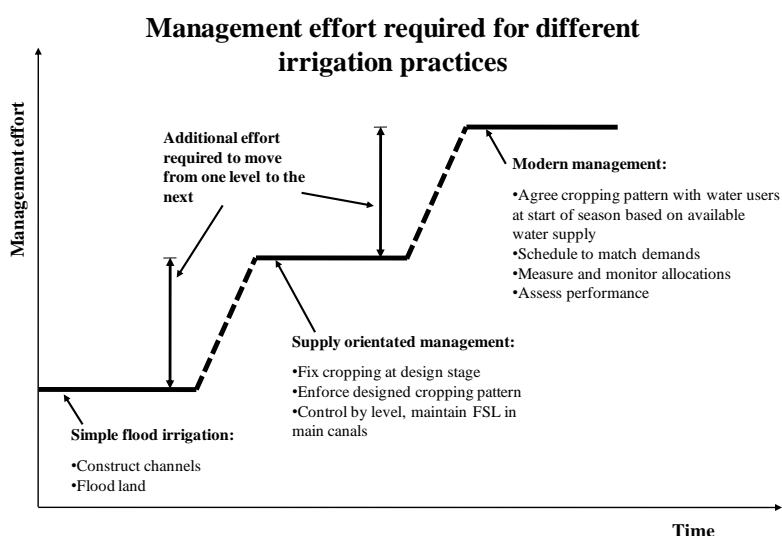 Management effort required for different
irrigation practices
Management effort
Additional effort
required to move
from one level to the
next
Modern management:
•Agree cropping pattern with water users
at start of season based on available
water supply
•Schedule to match demands
•Measure and monitor allocations
•Assess performance
Supply orientated management:
•Fix cropping at design stage
•Enforce designed cropping pattern
•Control by level, maintain FSL in
main canals
Simple flood irrigation:
•Construct channels
•Flood land
Time